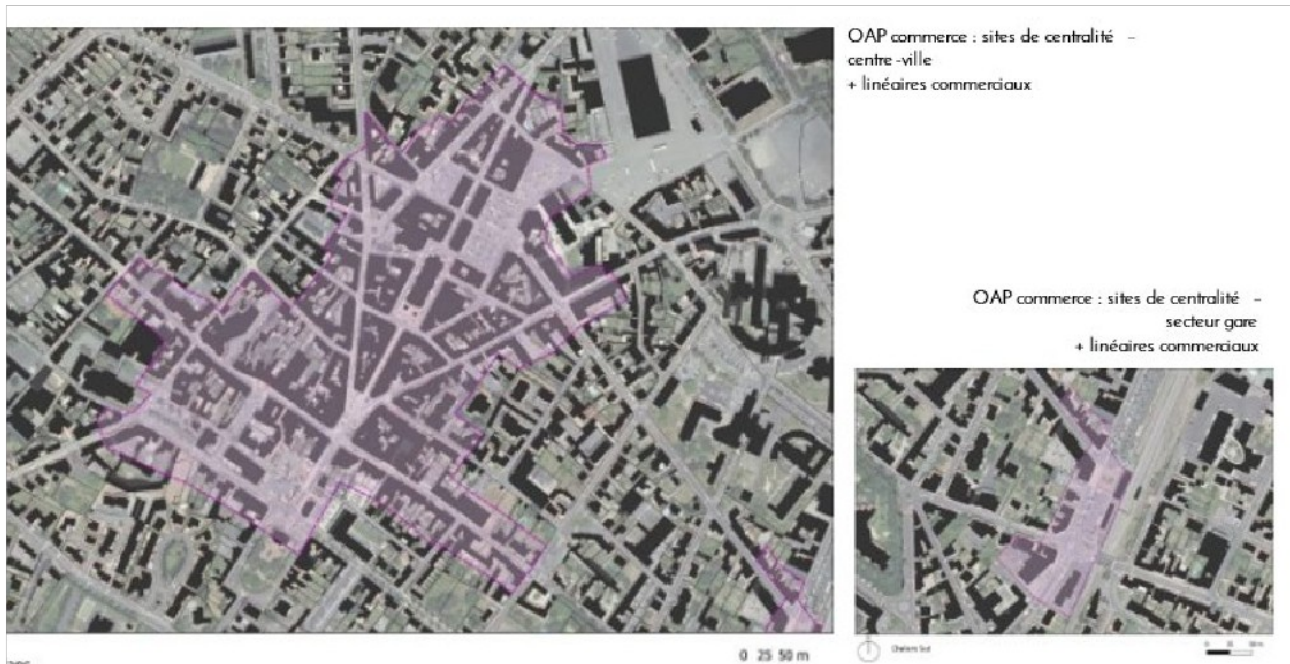 OAP commerce : sites de centralité –
centre -ville
+ linéaires commerciaux
OAP commerce : sites de centralité –
secteur gare
+ linéaires commerciaux
0 25 50 m